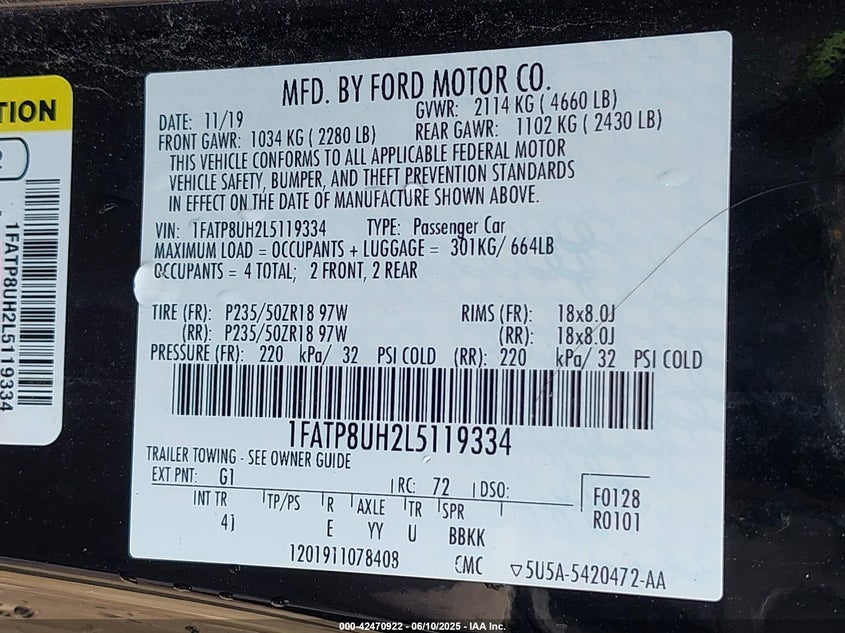 TION
2
1FATP8UH2L5119334
MFD. BY FORD MOTOR CO.
DATE: 11/19 GVWR: 2114 KG ( 4660 LB)
FRONT GAWR: 1034 KG ( 2280 LB) REAR GAWR: 1102 KG ( 2430 LB)
THIS VEHICLE CONFORMS TO ALL APPLICABLE FEDERAL MOTOR
VEHICLE SAFETY, BUMPER, AND THEFT PREVENTION STANDARDS
IN EFFECT ON THE DATE OF MANUFACTURE SHOWN ABOVE.
VIN: 1FATP8UH2L5119334 TYPE: Passenger Car
MAXIMUM LOAD = OCCUPANTS + LUGGAGE = 301KG/ 664LB
OCCUPANTS = 4 TOTAL; 2 FRONT, 2 REAR
TIRE (FR): P235/50ZR18 97W RIMS (FR): 18x8.0J
(RR): P235/50ZR18 97W (RR): 18x8.0J
PRESSURE (FR): 220 kPa/ 32 PSI COLD (RR): 220 kPa/ 32 PSI COLD
1FATP8UH2L5119334
TRAILER TOWING - SEE OWNER GUIDE
EXT PNT: G1 RC: 72 DSO:
F0128
R0101
INT TR TP/PS R AXLE TR SPR
4J E YY U BBKK
1201911078408 CMC ▽5U5A-5420472-AA
000-42470922 - 06/10/2025 - IAA Inc.